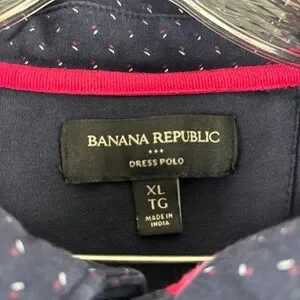 BANANA REPUBLIC
DRESS POLO
XL
TG
MADE IN
INDIA